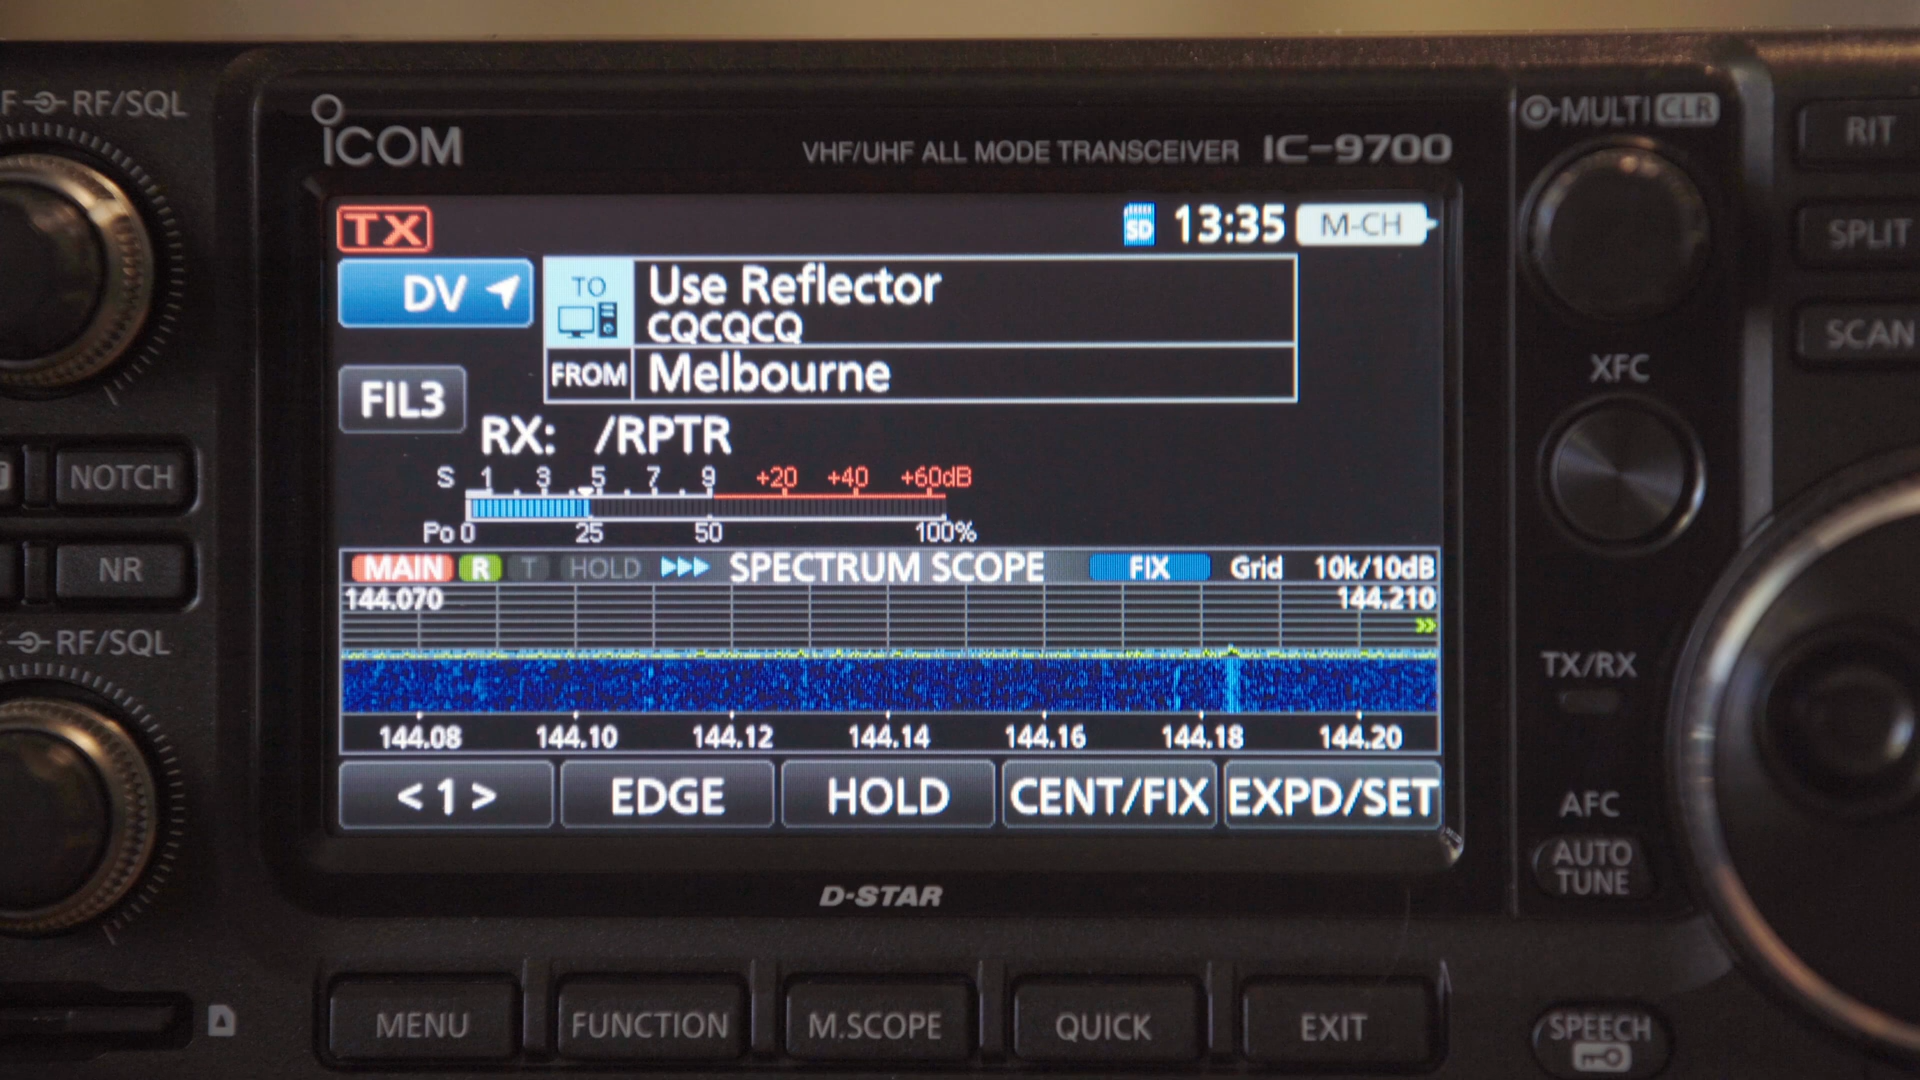 RF/SQL
ICOM
VHF/UHF ALL MODE TRANSCEIVER IC-9700
MULTI CLR
RIT
TX
SD 13:35 M-CH
SPLIT
DV
TO
Use Reflector
CQCQCQ
SCAN
FROM Melbourne
XFC
FIL3
RX: /RPTR
NOTCH
S 1 3 5 7 9 +20 +40 +60dB
Po 0 25 50 100%
NR
MAIN R T HOLD SPECTRUM SCOPE FIX Grid 10k/10dB
144.070 144.210
RF/SQL
TX/RX
144.08 144.10 144.12 144.14 144.16 144.18 144.20
< 1 > EDGE HOLD CENT/FIX EXPD/SET
AFC
AUTO
TUNE
D-STAR
MENU FUNCTION M.SCOPE QUICK EXIT
SPEECH